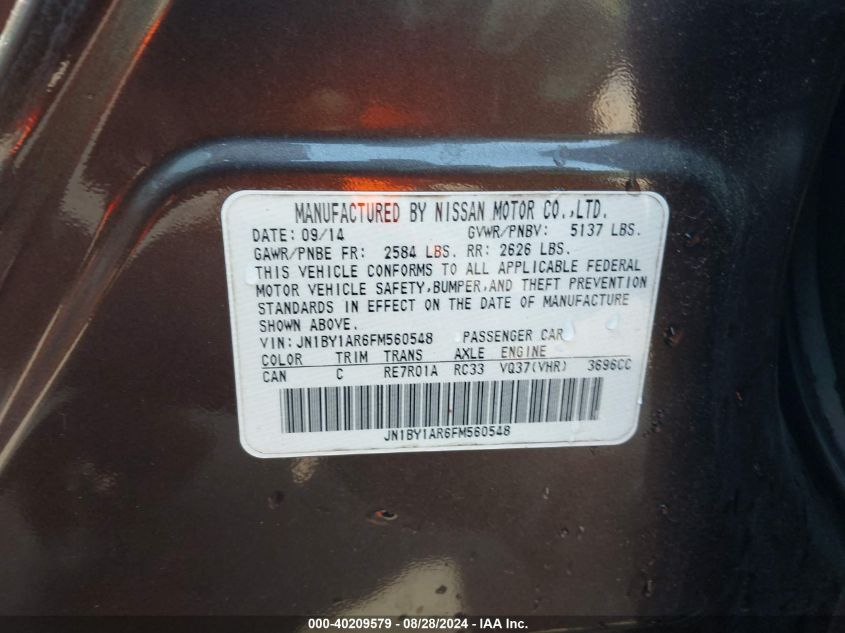 MANUFACTURED BY NISSAN MOTOR CO.,LTD.
DATE: 09/14 GVWR/PNBV: 5137 LBS.
GAWR/PNBE FR: 2584 LBS. RR: 2626 LBS.
THIS VEHICLE CONFORMS TO ALL APPLICABLE FEDERAL
MOTOR VEHICLE SAFETY,BUMPER,AND THEFT PREVENTION
STANDARDS IN EFFECT ON THE DATE OF MANUFACTURE
SHOWN ABOVE.
VIN: JN1BY1AR6FM560548 PASSENGER CAR
COLOR TRIM TRANS AXLE ENGINE
CAN C RE7R01A RC33 VQ37(VHR) 3696CC
JN1BY1AR6FM560548
000-40209579 - 08/28/2024 - IAA, Inc.